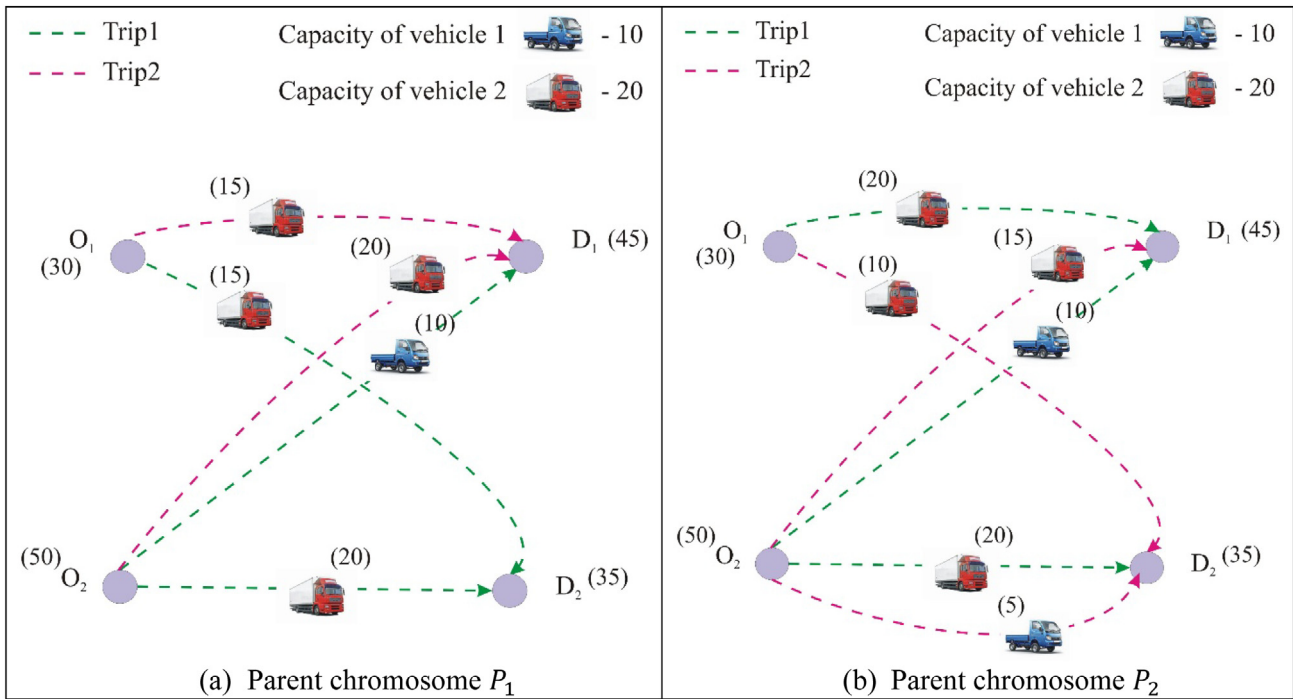 Trip1 Capacity of vehicle 1 - 10
Trip2
Capacity of vehicle 2 - 20
(15)
O1 (20) D1 (45)
(30) (15)
(10)
(50) (20)
O2 D2 (35)
(a) Parent chromosome P1
Trip1 Capacity of vehicle 1 - 10
Trip2
Capacity of vehicle 2 - 20
(20)
O1 (15) D1 (45)
(30) (10)
(10)
(50) (20)
O2 D2 (35)
(5)
(b) Parent chromosome P2